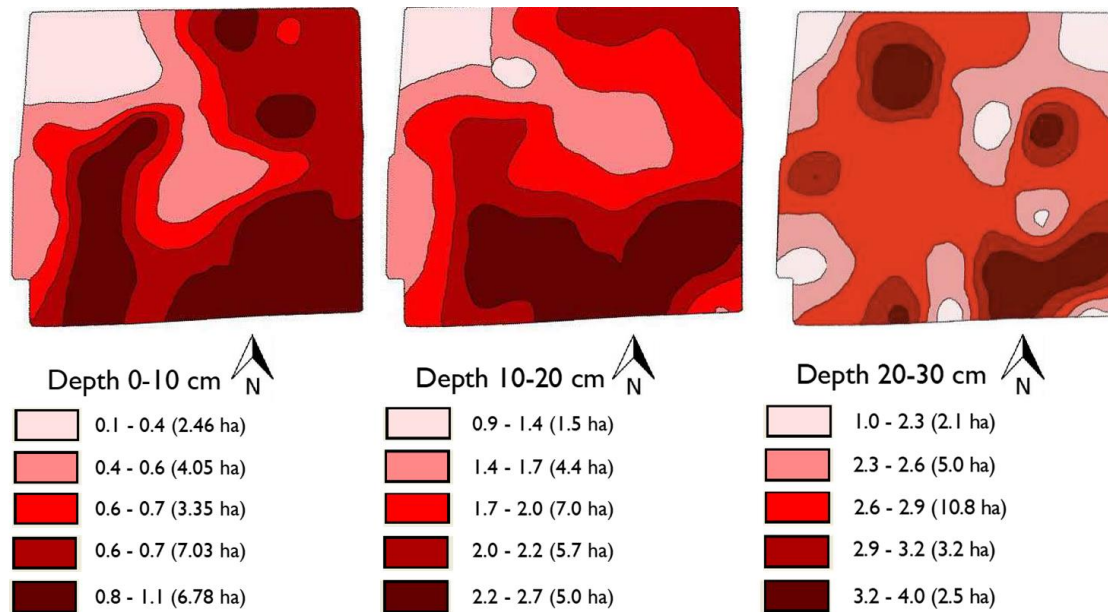 Depth 0-10 cm
N
0.1 - 0.4 (2.46 ha)
0.4 - 0.6 (4.05 ha)
0.6 - 0.7 (3.35 ha)
0.6 - 0.7 (7.03 ha)
0.8 - 1.1 (6.78 ha)
Depth 10-20 cm
N
0.9 - 1.4 (1.5 ha)
1.4 - 1.7 (4.4 ha)
1.7 - 2.0 (7.0 ha)
2.0 - 2.2 (5.7 ha)
2.2 - 2.7 (5.0 ha)
Depth 20-30 cm
N
1.0 - 2.3 (2.1 ha)
2.3 - 2.6 (5.0 ha)
2.6 - 2.9 (10.8 ha)
2.9 - 3.2 (3.2 ha)
3.2 - 4.0 (2.5 ha)